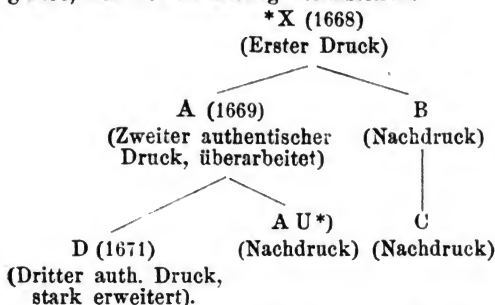 *X (1668)
(Erster Druck)
A (1669) B
(Zweiter authentischer (Nachdruck)
Druck, überarbeitet)
A U*) C
D (1671) (Nachdruck) (Nachdruck)
(Dritter auth. Druck,
stark erweitert).